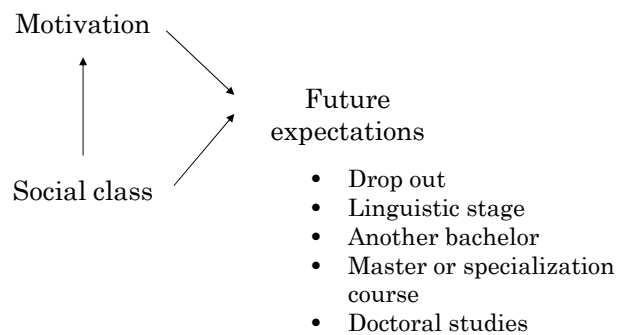 Motivation
Future
expectations
Social class
• Drop out
• Linguistic stage
• Another bachelor
• Master or specialization
course
• Doctoral studies